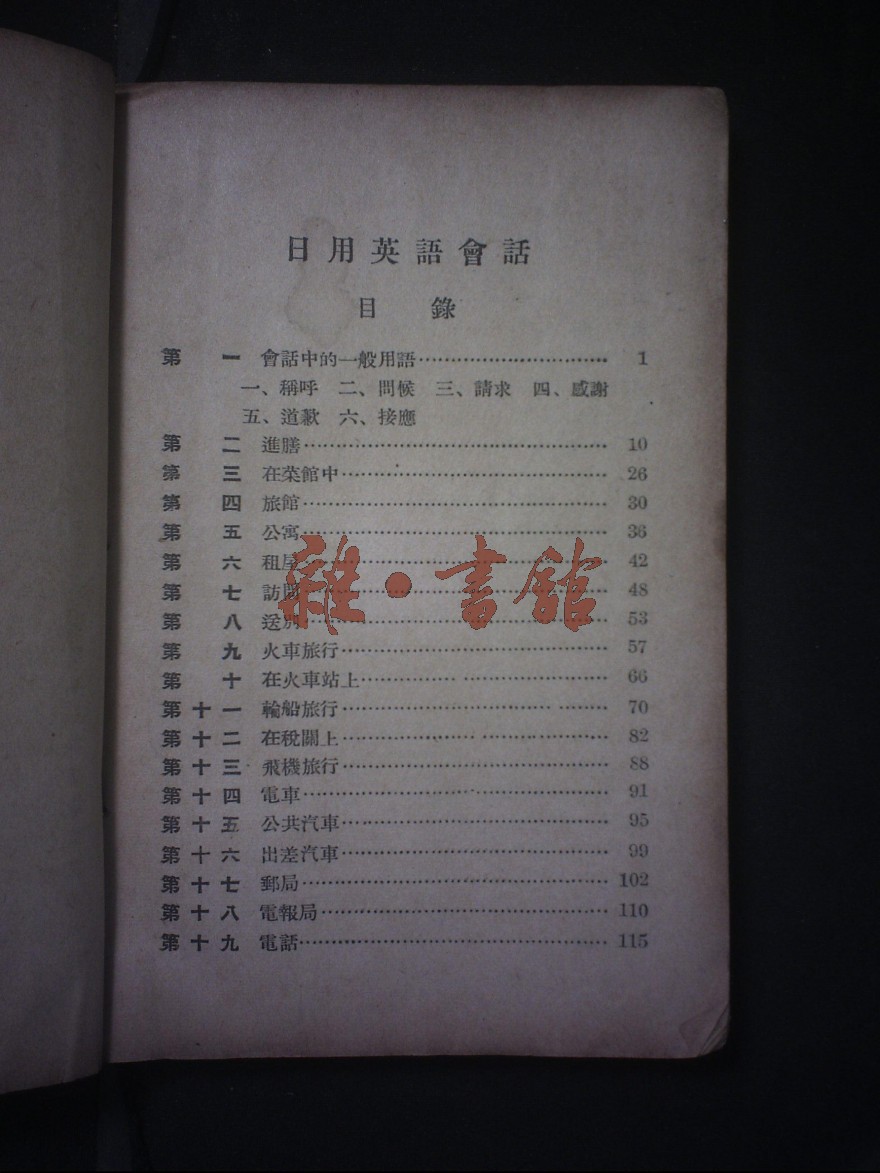 日用英語會話
目錄
第一 會話中的一般用語…………………………… 1
一、稱呼 二、問候 三、請求 四、感謝
五、道歉 六、接應
第二 進膳…………………………… 10
第三 在菜館中…………………………… 26
第四 旅館…………………………… 30
第五 公寓…………………………… 36
第六 租屋…………………………… 42
第七 訪問…………………………… 48
第八 送別…………………………… 53
第九 火車旅行…………………………… 57
第十 在火車站上…………………………… 66
第十一 輪船旅行…………………………… 70
第十二 在稅關上…………………………… 82
第十三 飛機旅行…………………………… 88
第十四 電車…………………………… 91
第十五 公共汽車…………………………… 95
第十六 出差汽車…………………………… 99
第十七 郵局…………………………… 102
第十八 電報局…………………………… 110
第十九 電話…………………………… 115
雜·書館